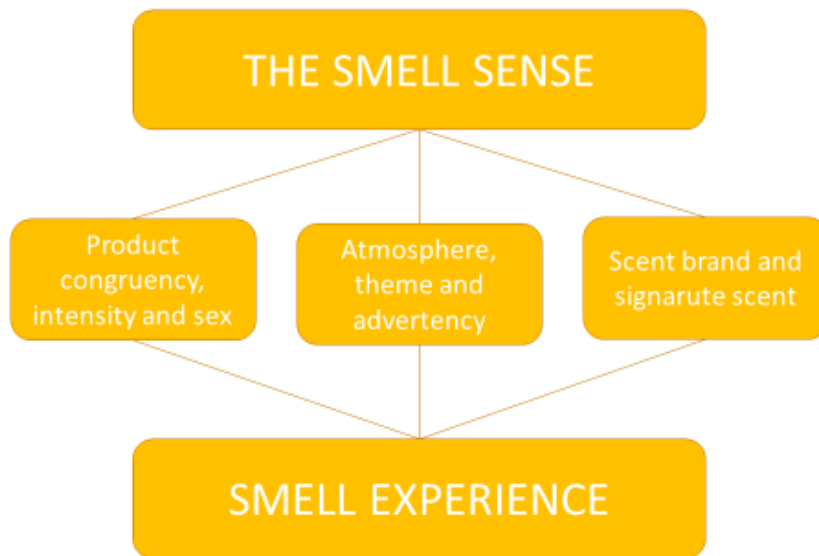 THE SMELL SENSE
Product
congruency,
intensity and sex
Atmosphere,
theme and
advertency
Scent brand and
signarute scent
SMELL EXPERIENCE